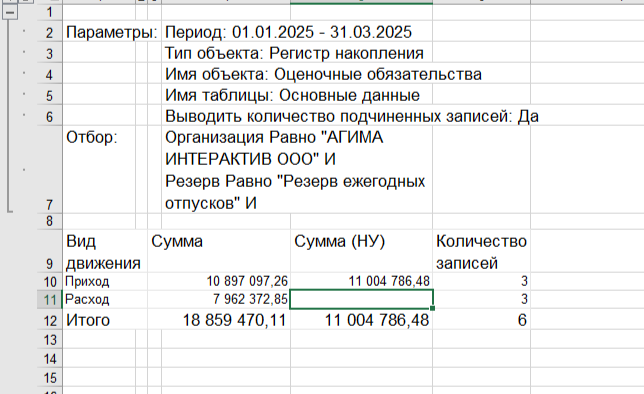 1
2 Параметры: Период: 01.01.2025 - 31.03.2025
3 Тип объекта: Регистр накопления
4 Имя объекта: Оценочные обязательства
5 Имя таблицы: Основные данные
6 Выводить количество подчиненных записей: Да
Отбор: Организация Равно "АГИМА
ИНТЕРАКТИВ ООО" И
Резерв Равно "Резерв ежегодных
7 отпусков" И
8
Вид Сумма Сумма (НУ) Количество
9 движения записей
10 Приход 10 897 097,26 11 004 786,48 3
11 Расход 7 962 372,85 3
12 Итого 18 859 470,11 11 004 786,48 6
13
14
15